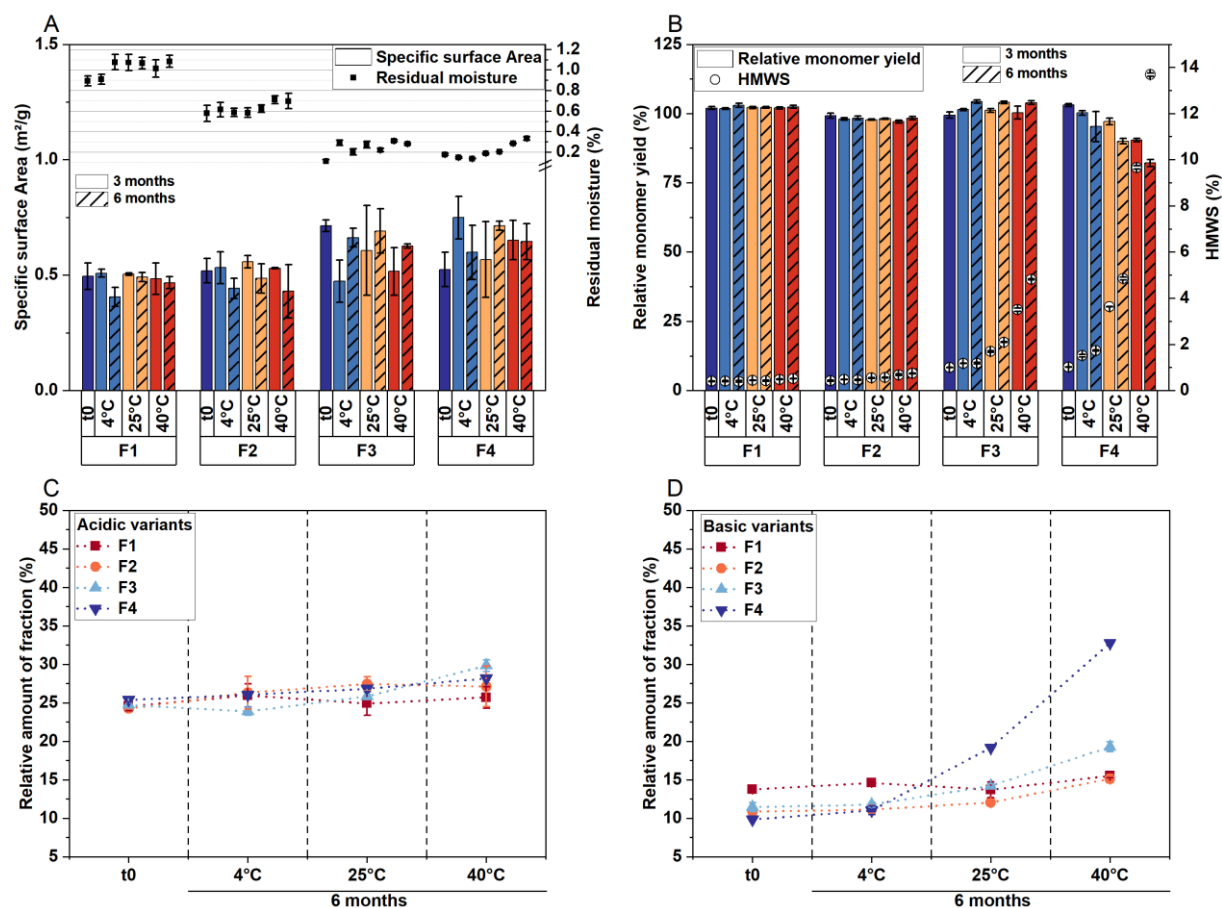 A
1.5
1.0
0.5
0.0
Specific surface Area (m²/g)
Specific surface Area
Residual moisture
3 months
6 months
1.2
1.0
0.8
0.6
0.4
0.2
Residual moisture (%)
t0 4°C 25°C 40°C t0 4°C 25°C 40°C t0 4°C 25°C 40°C t0 4°C 25°C 40°C
F1 F2 F3 F4
B
125
100
75
50
25
0
Relative monomer yield (%)
Relative monomer yield
HMWS
3 months
6 months
14
12
10
8
6
4
2
0
HMWS (%)
t0 4°C 25°C 40°C t0 4°C 25°C 40°C t0 4°C 25°C 40°C t0 4°C 25°C 40°C
F1 F2 F3 F4
C
50
45
40
35
30
25
20
15
10
5
Relative amount of fraction (%)
Acidic variants
F1
F2
F3
F4
t0 4°C 25°C 40°C
6 months
D
50
45
40
35
30
25
20
15
10
5
Relative amount of fraction (%)
Basic variants
F1
F2
F3
F4
t0 4°C 25°C 40°C
6 months